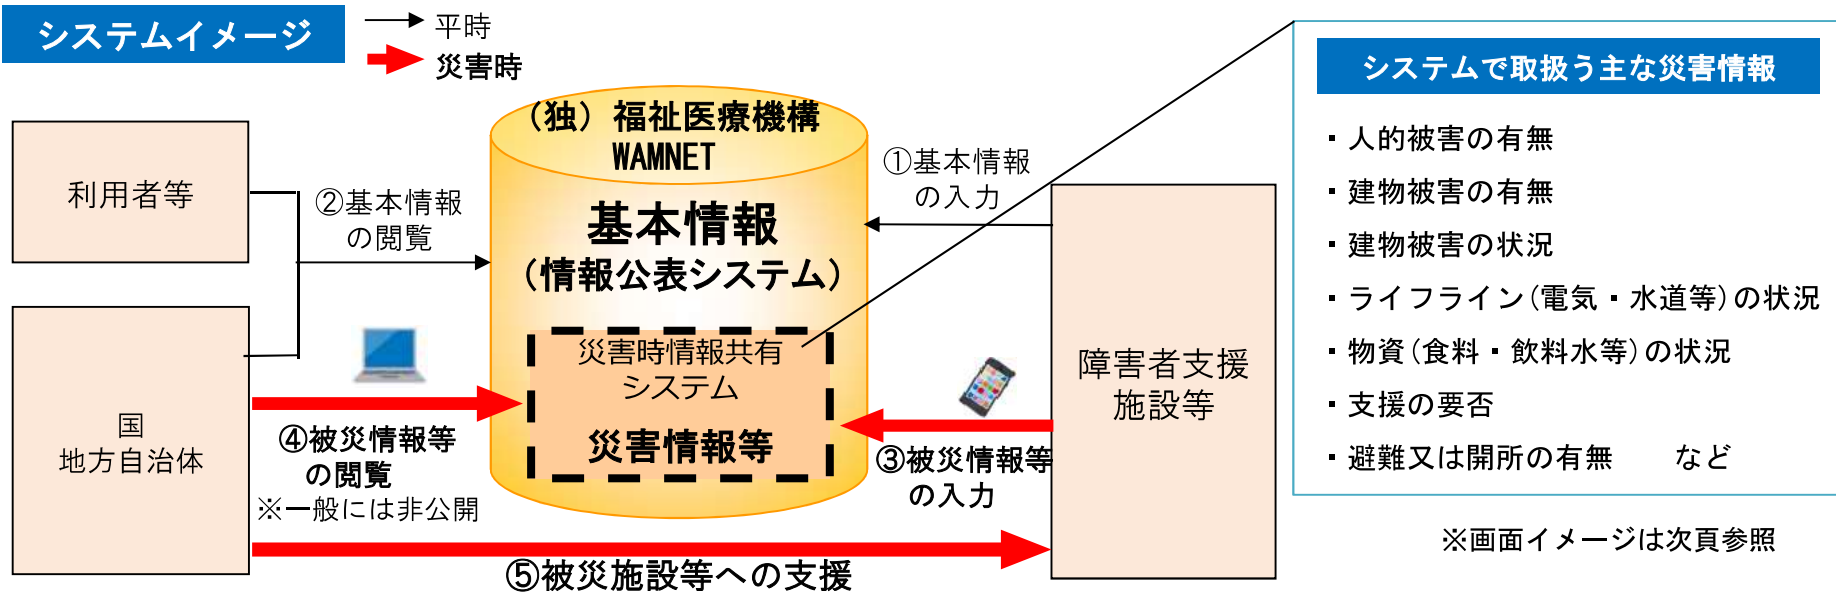 システムイメージ
平時
災害時
（独）福祉医療機構
WAMNET
基本情報
（情報公表システム）
災害時情報共有
システム
災害情報等
利用者等
国
地方自治体
②基本情報
の閲覧
①基本情報
の入力
障害者支援
施設等
④被災情報等
の閲覧
※一般には非公開
③被災情報等
の入力
⑤被災施設等への支援
システムで取扱う主な災害情報
・人的被害の有無
・建物被害の有無
・建物被害の状況
・ライフライン(電気・水道等)の状況
・物資(食料・飲料水等)の状況
・支援の要否
・避難又は開所の有無　　など
※画面イメージは次頁参照